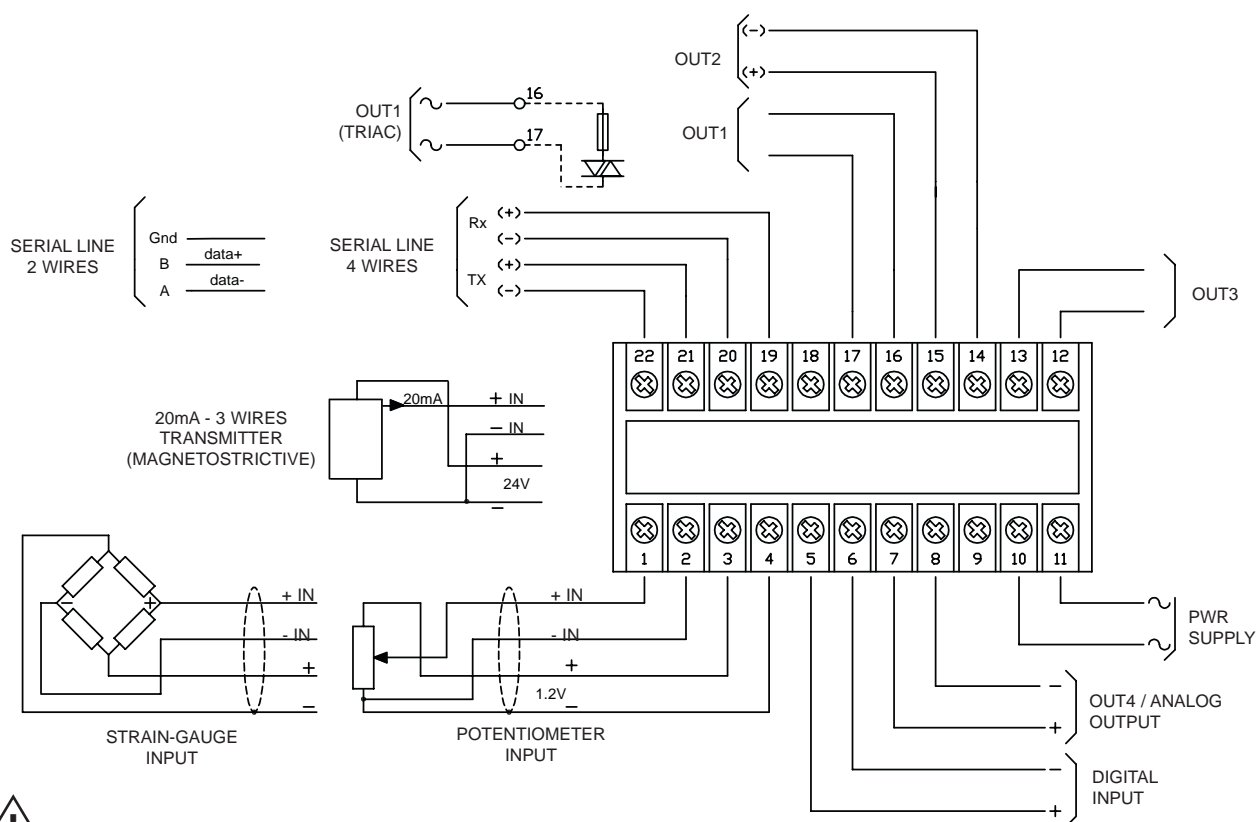 OUT2
(-)
(+)
OUT1
(TRIAC)
16
17
OUT1
SERIAL LINE
2 WIRES
Gnd
B data+
A data-
SERIAL LINE
4 WIRES
Rx (+)
(-)
TX (+)
(-)
OUT3
22 21 20 19 18 17 16 15 14 13 12
20mA - 3 WIRES
TRANSMITTER
(MAGNETOSTRICTIVE)
20mA
+ IN
- IN
+
24V
-
1 2 3 4 5 6 7 8 9 10 11
- +
+ IN
- IN
+
-
STRAIN-GAUGE
INPUT
+ IN
- IN
+
1.2V
-
POTENTIOMETER
INPUT
PWR
SUPPLY
-
+
OUT4 / ANALOG
OUTPUT
-
+
DIGITAL
INPUT